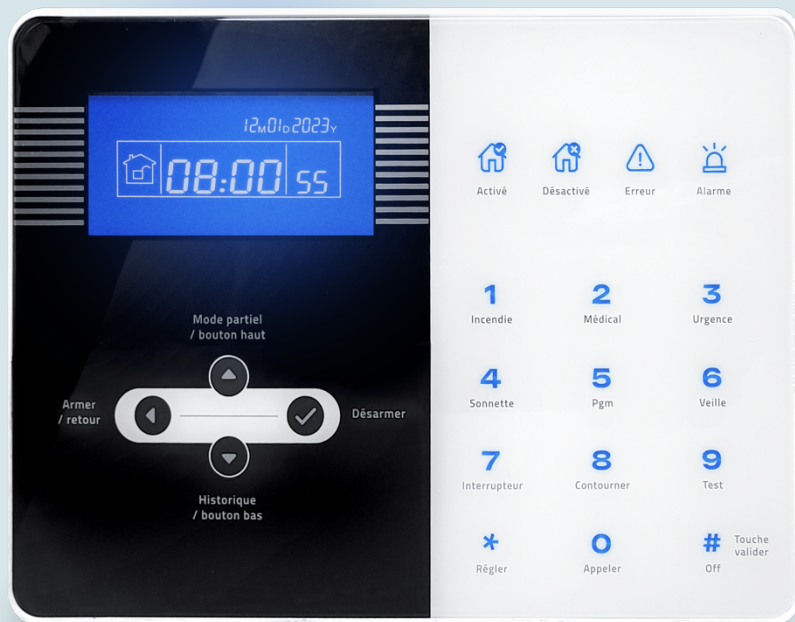 12M01D2023Y
08:00 55
Activé Désactivé Erreur Alarme
Mode partiel
/ bouton haut
Armer
/ retour
Désarmer
Historique
/ bouton bas
1 2 3
Incendie Médical Urgence
4 5 6
Sonnette Pgm Veille
7 8 9
Interrupteur Contourner Test
* 0 # Touche
valider
Régler Appeler Off